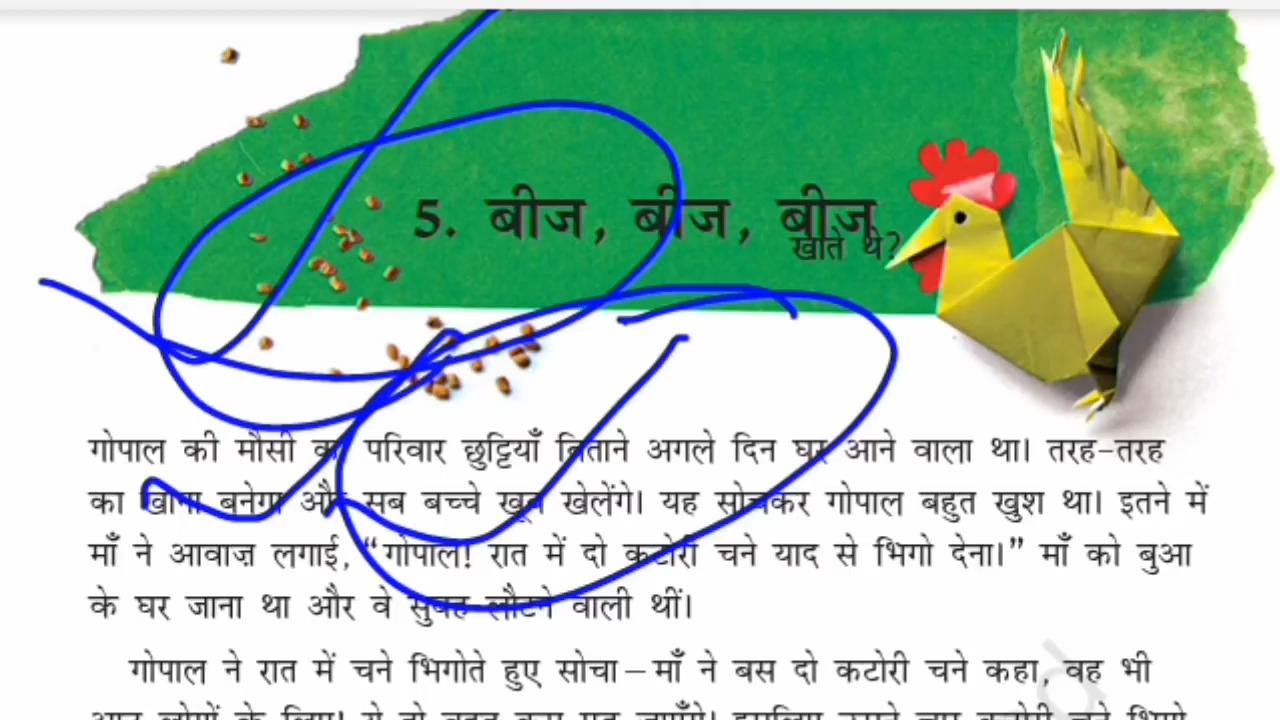 5. बीज, बीज, बीज
खाते थे?
गोपाल की मौसी का परिवार छुट्टियाँ बिताने अगले दिन घर आने वाला था। तरह-तरह
का खाना बनेगा और सब बच्चे खूब खेलेंगे। यह सोचकर गोपाल बहुत खुश था। इतने में
माँ ने आवाज़ लगाई, “गोपाल! रात में दो कटोरी चने याद से भिगो देना।” माँ को बुआ
के घर जाना था और वे सुबह लौटने वाली थीं।
गोपाल ने रात में चने भिगोते हुए सोचा – माँ ने बस दो कटोरी चने कहा, वह भी